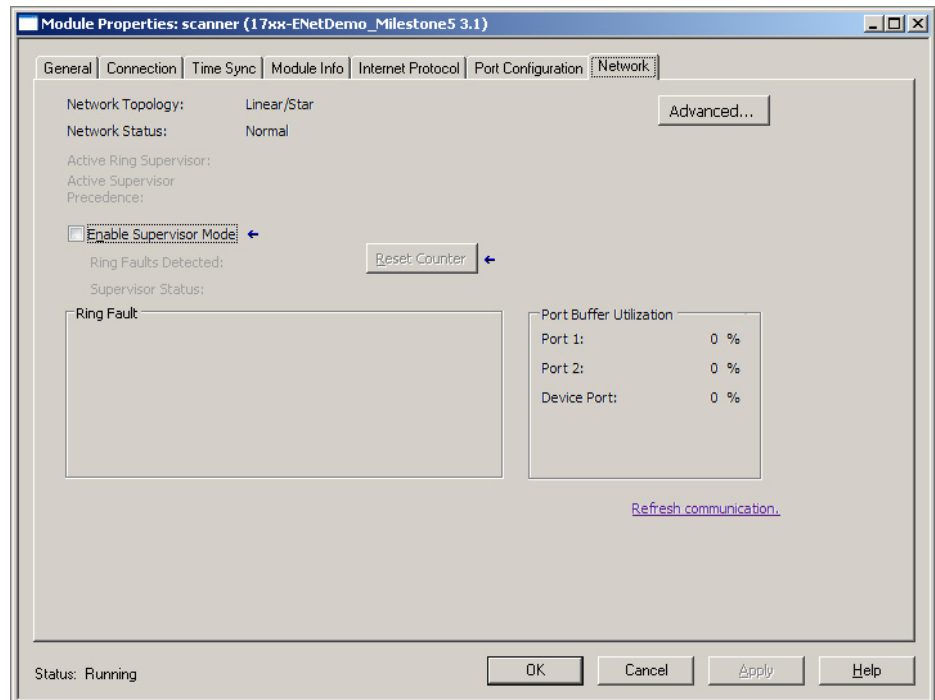 Module Properties: scanner (17xx-ENetDemo_Milestone5 3.1)
General Connection Time Sync Module Info Internet Protocol Port Configuration Network
Network Topology: Linear/Star Advanced...
Network Status: Normal
Active Ring Supervisor:
Active Supervisor
Precedence:
Enable Supervisor Mode ←
Ring Faults Detected: Reset Counter ←
Supervisor Status:
Ring Fault
Port Buffer Utilization
Port 1: 0 %
Port 2: 0 %
Device Port: 0 %
Refresh communication.
Status: Running OK Cancel Apply Help